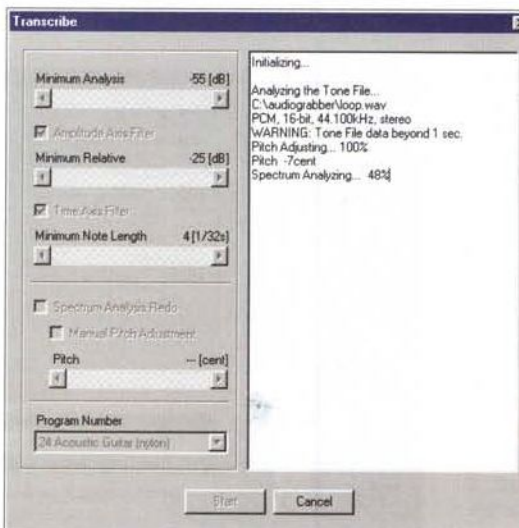 Transcribe
Minimum Analysis -55 [dB]
Amplitude Axis Filter
Minimum Relative -25 [dB]
Time Axis Filter
Minimum Note Length 4 [1/32s]
Spectrum Analysis Redo
Manual Pitch Adjustment
Pitch --- [cent]
Program Number
24 Acoustic Guitar (nylon)
Initializing...
Analyzing the Tone File...
C:\audiograbber\loop.wav
PCM, 16-bit, 44.100kHz, stereo
WARNING: Tone File data beyond 1 sec.
Pitch Adjusting... 100%
Pitch -7cent
Spectrum Analyzing... 48%
Start Cancel